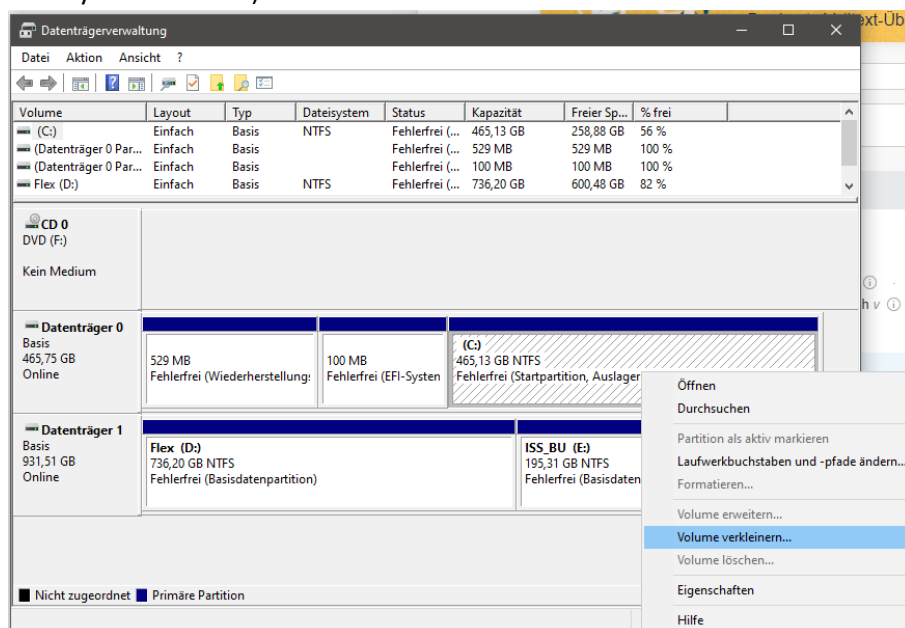 ext-Üb
Datenträgerverwaltung
Datei Aktion Ansicht ?
Volume Layout Typ Dateisystem Status Kapazität Freier Sp... % frei
(C:) Einfach Basis NTFS Fehlerfrei (... 465,13 GB 258,88 GB 56 %
(Datenträger 0 Par... Einfach Basis Fehlerfrei (... 529 MB 529 MB 100 %
(Datenträger 0 Par... Einfach Basis Fehlerfrei (... 100 MB 100 MB 100 %
Flex (D:) Einfach Basis NTFS Fehlerfrei (... 736,20 GB 600,48 GB 82 %
CD 0
DVD (F:)
Kein Medium
h v
Datenträger 0
Basis
465,75 GB
Online
529 MB
Fehlerfrei (Wiederherstellung:
100 MB
Fehlerfrei (EFI-Systen
(C:)
465,13 GB NTFS
Fehlerfrei (Startpartition, Auslager
Datenträger 1
Basis
931,51 GB
Online
Flex (D:)
736,20 GB NTFS
Fehlerfrei (Basisdatenpartition)
ISS_BU (E:)
195,31 GB NTFS
Fehlerfrei (Basisdaten
Öffnen
Durchsuchen
Partition als aktiv markieren
Laufwerkbuchstaben und -pfade ändern...
Formatieren...
Volume erweitern...
Volume verkleinern...
Volume löschen...
Eigenschaften
Hilfe
Nicht zugeordnet Primäre Partition